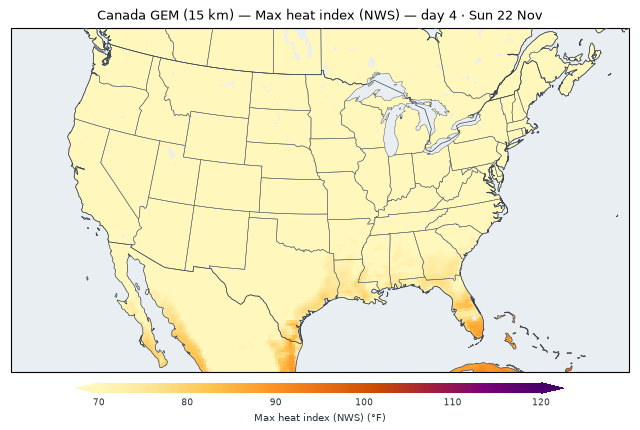 Canada GEM (15 km) — Max heat index (NWS) — day 4 · Sun 22 Nov
70 80 90 100 110 120
Max heat index (NWS) (°F)